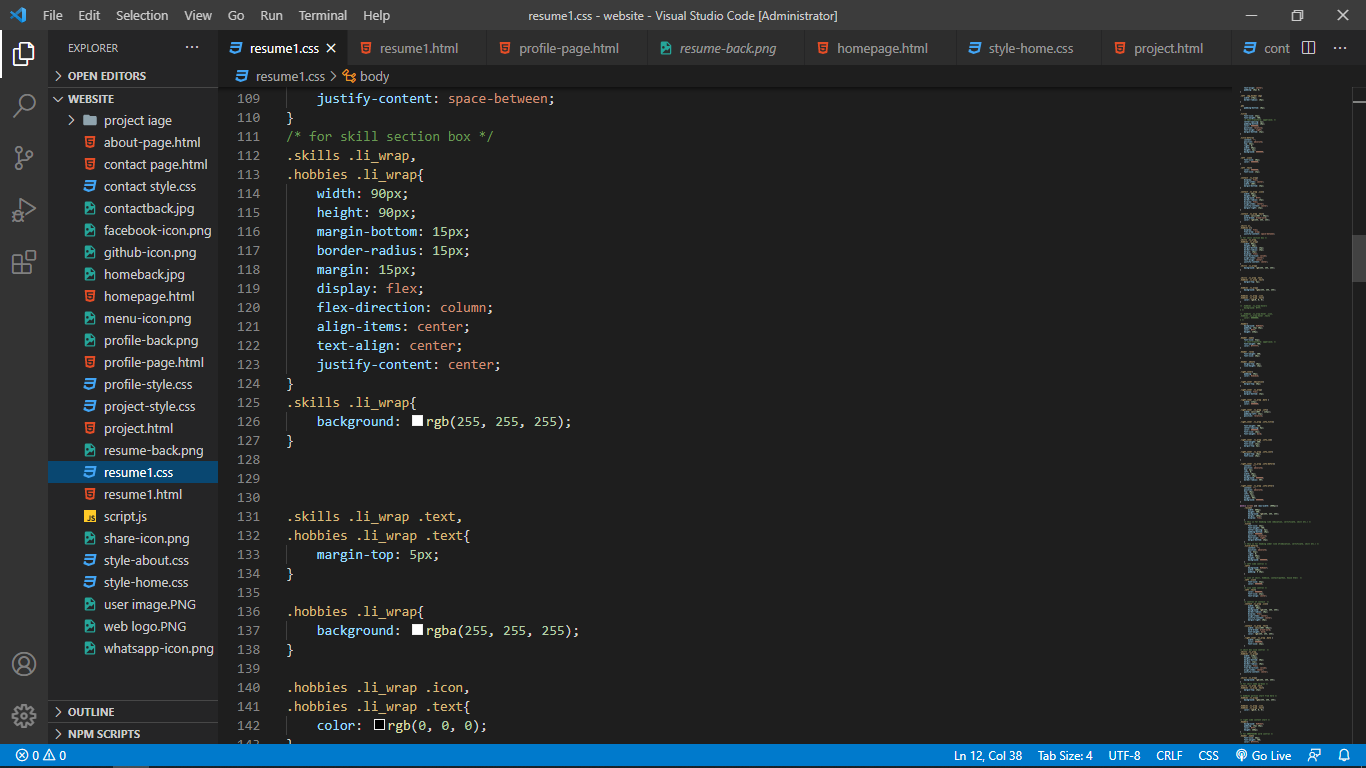 File Edit Selection View Go Run Terminal Help resume1.css - website - Visual Studio Code [Administrator]
EXPLORER
resume1.css resume1.html profile-page.html resume-back.png homepage.html style-home.css project.html cont
OPEN EDITORS
resume1.css > body
WEBSITE
project iage
about-page.html
contact page.html
contact style.css
contactback.jpg
facebook-icon.png
github-icon.png
homeback.jpg
homepage.html
menu-icon.png
profile-back.png
profile-page.html
profile-style.css
project-style.css
project.html
resume-back.png
resume1.css
resume1.html
JS script.js
share-icon.png
style-about.css
style-home.css
user image.PNG
web logo.PNG
whatsapp-icon.png
OUTLINE
NPM SCRIPTS
109 justify-content: space-between;
110 }
111 /* for skill section box */
112 .skills .li_wrap,
113 .hobbies .li_wrap{
114 width: 90px;
115 height: 90px;
116 margin-bottom: 15px;
117 border-radius: 15px;
118 margin: 15px;
119 display: flex;
120 flex-direction: column;
121 align-items: center;
122 text-align: center;
123 justify-content: center;
124 }
125 .skills .li_wrap{
126 background: rgb(255, 255, 255);
127 }
128
129
130
131 .skills .li_wrap .text,
132 .hobbies .li_wrap .text{
133 margin-top: 5px;
134 }
135
136 .hobbies .li_wrap{
137 background: rgba(255, 255, 255);
138 }
139
140 .hobbies .li_wrap .icon,
141 .hobbies .li_wrap .text{
142 color: rgb(0, 0, 0);
143 }
0 0 Ln 12, Col 38 Tab Size: 4 UTF-8 CRLF CSS Go Live